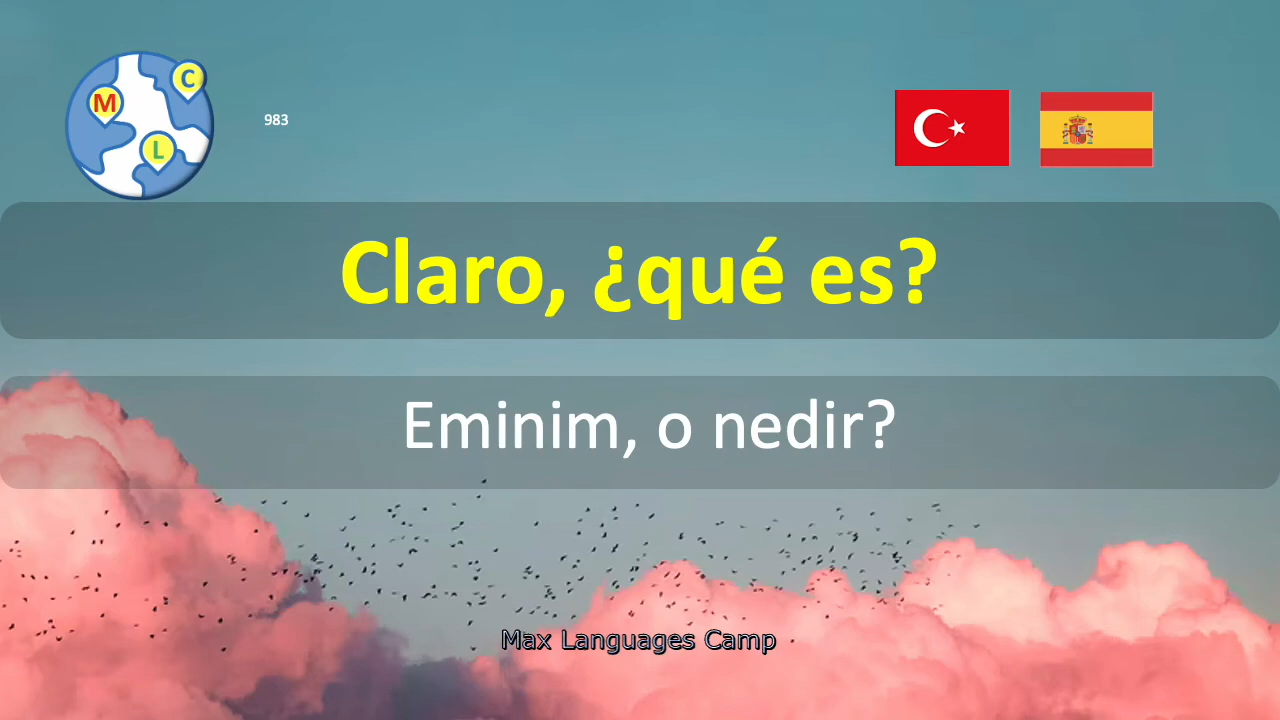 C
M
L
983
Claro, ¿qué es?
Eminim, o nedir?
Max Languages Camp